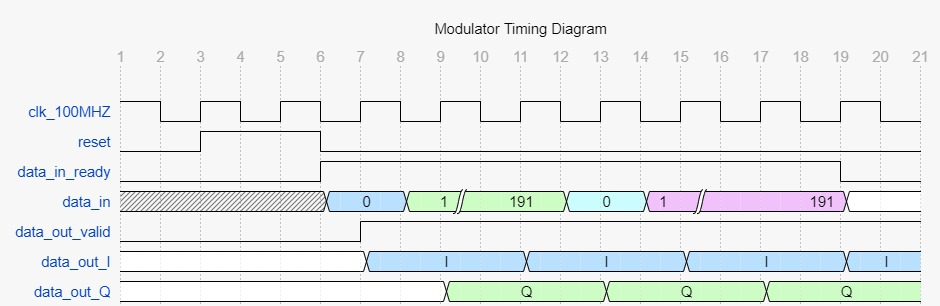 Modulator Timing Diagram
1 2 3 4 5 6 7 8 9 10 11 12 13 14 15 16 17 18 19 20 21
clk_100MHZ
reset
data_in_ready
data_in 0 1 191 0 1 191
data_out_valid
data_out_I I I I I
data_out_Q Q Q Q